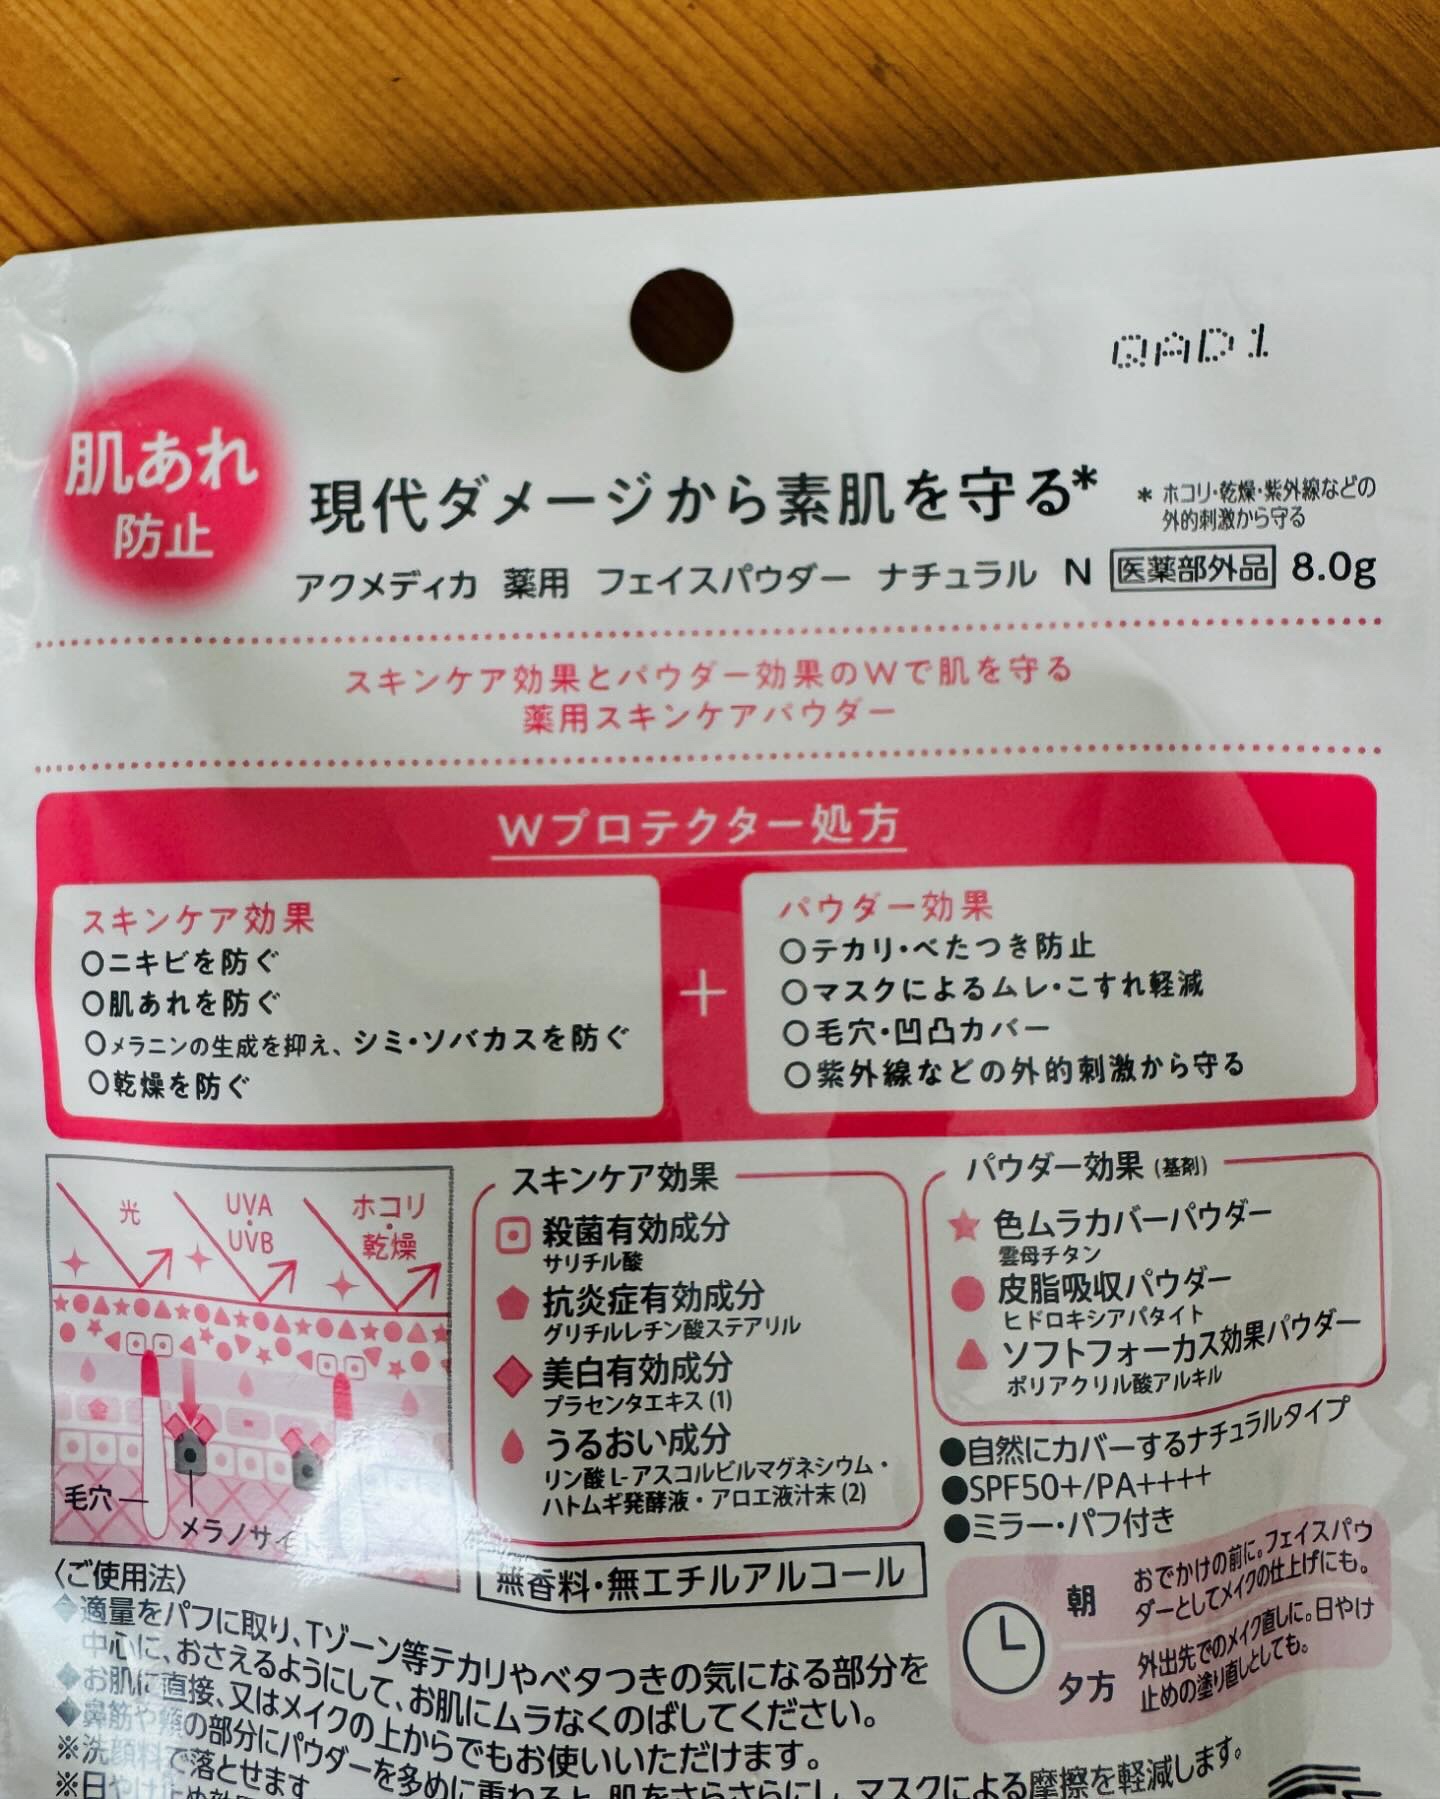 QAD1
肌あれ
防止
現代ダメージから素肌を守る*
* ホコリ・乾燥・紫外線などの
外的刺激から守る
アクメディカ 薬用 フェイスパウダー ナチュラル N 医薬部外品 8.0g
スキンケア効果とパウダー効果のWで肌を守る
薬用スキンケアパウダー
Wプロテクター処方
スキンケア効果
〇ニキビを防ぐ
〇肌あれを防ぐ
〇メラニンの生成を抑え、シミ・ソバカスを防ぐ
〇乾燥を防ぐ
+
パウダー効果
〇テカリ・べたつき防止
〇マスクによるムレ・こすれ軽減
〇毛穴・凹凸カバー
〇紫外線などの外的刺激から守る
光
UVA
・
UVB
ホコリ
・
乾燥
毛穴
メラノサイト
スキンケア効果
殺菌有効成分
サリチル酸
抗炎症有効成分
グリチルレチン酸ステアリル
美白有効成分
プラセンタエキス(1)
うるおい成分
リン酸L-アスコルビルマグネシウム・
ハトムギ発酵液・アロエ液汁末(2)
無香料・無エチルアルコール
パウダー効果(基剤)
色ムラカバーパウダー
雲母チタン
皮脂吸収パウダー
ヒドロキシアパタイト
ソフトフォーカス効果パウダー
ポリアクリル酸アルキル
●自然にカバーするナチュラルタイプ
●SPF50+/PA++++
●ミラー・パフ付き
朝
おでかけの前に。フェイスパウ
ダーとしてメイクの仕上げにも。
夕方
外出先でのメイク直しに。日やけ
止めの塗り直しとしても。
〈ご使用法〉
◆適量をパフに取り、Tゾーン等テカリやベタつきの気になる部分を
中心に、おさえるようにして、お肌にムラなくのばしてください。
◆お肌に直接、又はメイクの上からでもお使いいただけます。
◆鼻筋や頬の部分にパウダーを多めに重ねると、肌をさらさらにし、マスクによる摩擦を軽減します。
※洗顔料で落とせます
※日やけ止め効